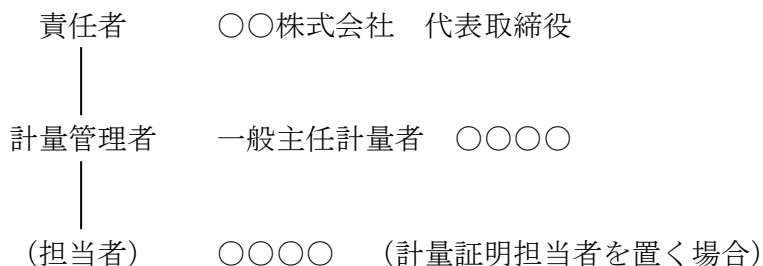 責任者　　○○株式会社　代表取締役
計量管理者　　一般主任計量者　○○○○
（担当者）　　○○○○　（計量証明担当者を置く場合）